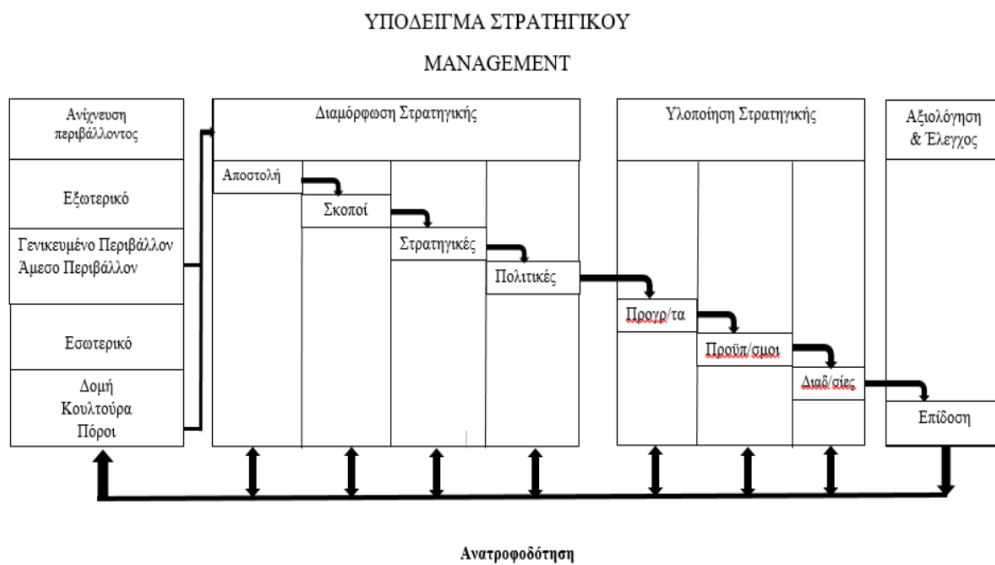 ΥΠΟΔΕΙΓΜΑ ΣΤΡΑΤΗΓΙΚΟΥ
MANAGEMENT
Ανίχνευση
περιβάλλοντος
Εξωτερικό
Γενικευμένο Περιβάλλον
Άμεσο Περιβάλλον
Εσωτερικό
Δομή
Κουλτούρα
Πόροι
Διαμόρφωση Στρατηγικής
Αποστολή
Σκοποί
Στρατηγικές
Πολιτικές
Υλοποίηση Στρατηγικής
Προγρ/τα
Προϋπ/σμοι
Διαδ/σίες
Αξιολόγηση
& Έλεγχος
Επίδοση
Ανατροφοδότηση